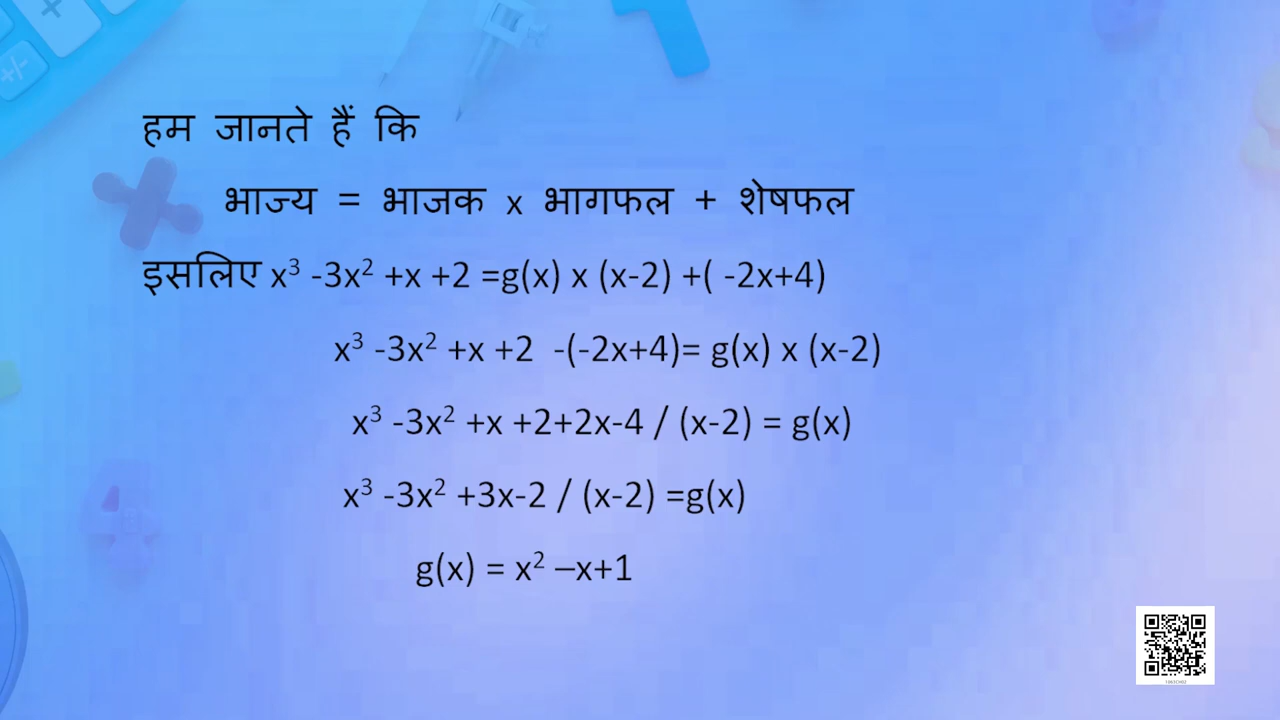 हम जानते हैं कि
भाज्य = भाजक x भागफल + शेषफल
इसलिए x³ -3x² +x +2 =g(x) x (x-2) +( -2x+4)
x³ -3x² +x +2 -(-2x+4)= g(x) x (x-2)
x³ -3x² +x +2+2x-4 / (x-2) = g(x)
x³ -3x² +3x-2 / (x-2) =g(x)
g(x) = x² –x+1